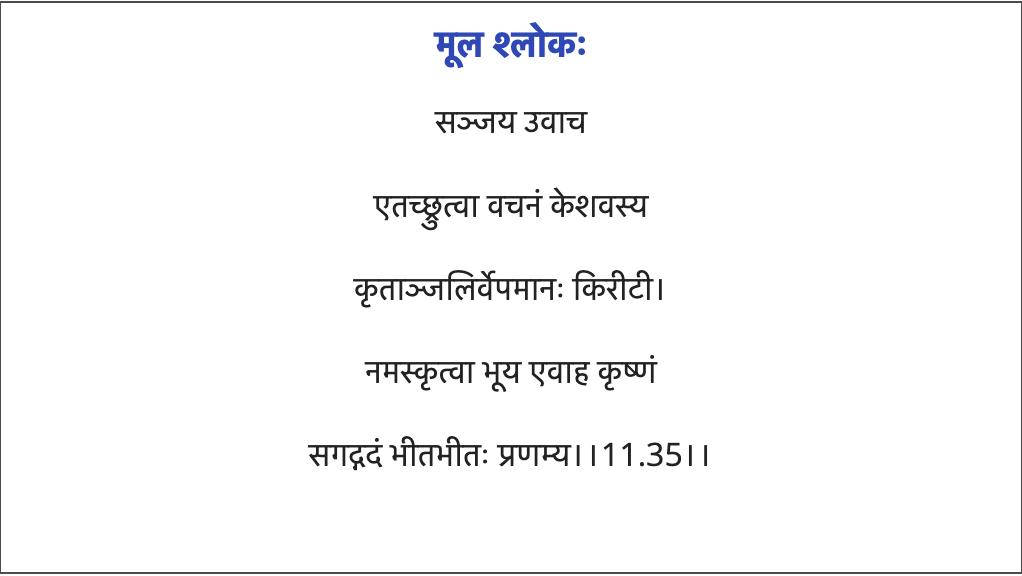 मूल श्लोकः
सञ्जय उवाच
एतच्छ्रुत्वा वचनं केशवस्य
कृताञ्जलिर्वेपमानः किरीटी।
नमस्कृत्वा भूय एवाह कृष्णं
सगद्गदं भीतभीतः प्रणम्य।।11.35।।